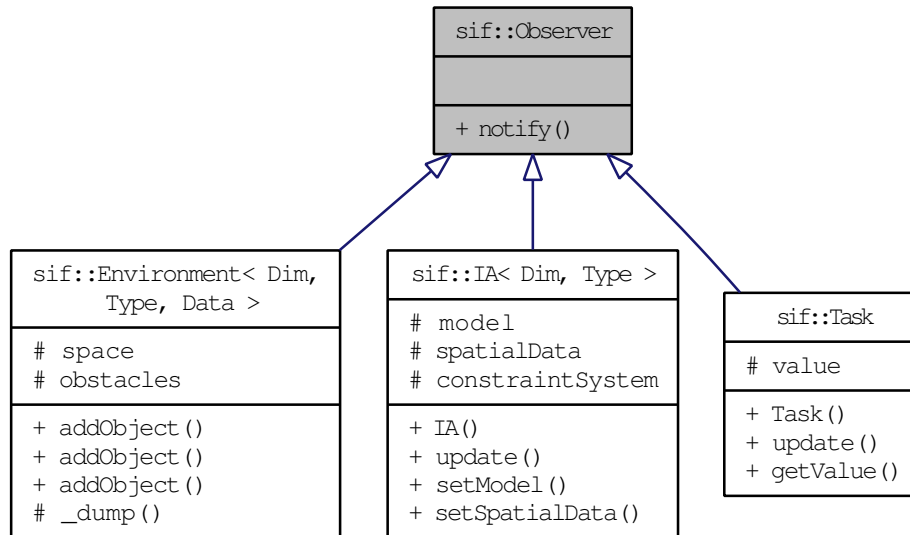 sif::Observer
+ notify()
sif::Environment< Dim,
Type, Data >
# space
# obstacles
+ addObject()
+ addObject()
+ addObject()
# _dump()
sif::IA< Dim, Type >
# model
# spatialData
# constraintSystem
+ IA()
+ update()
+ setModel()
+ setSpatialData()
sif::Task
# value
+ Task()
+ update()
+ getValue()